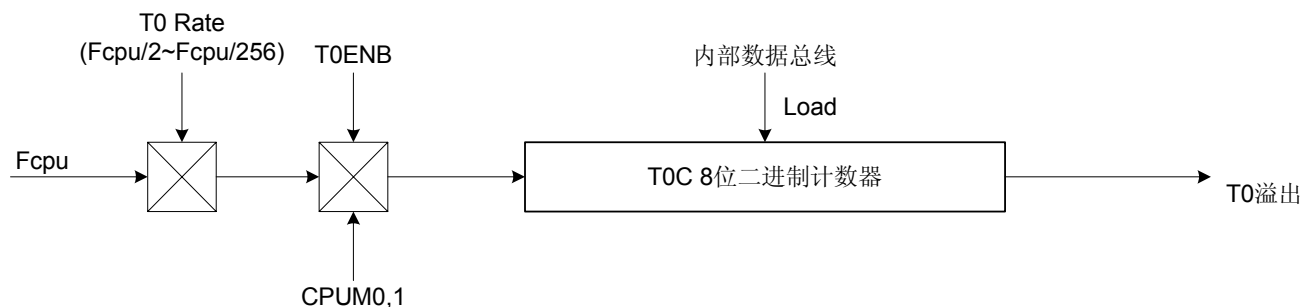 T0 Rate
(Fcpu/2~Fcpu/256)
T0ENB
内部数据总线
Load
Fcpu
T0C 8位二进制计数器
T0溢出
CPUM0,1